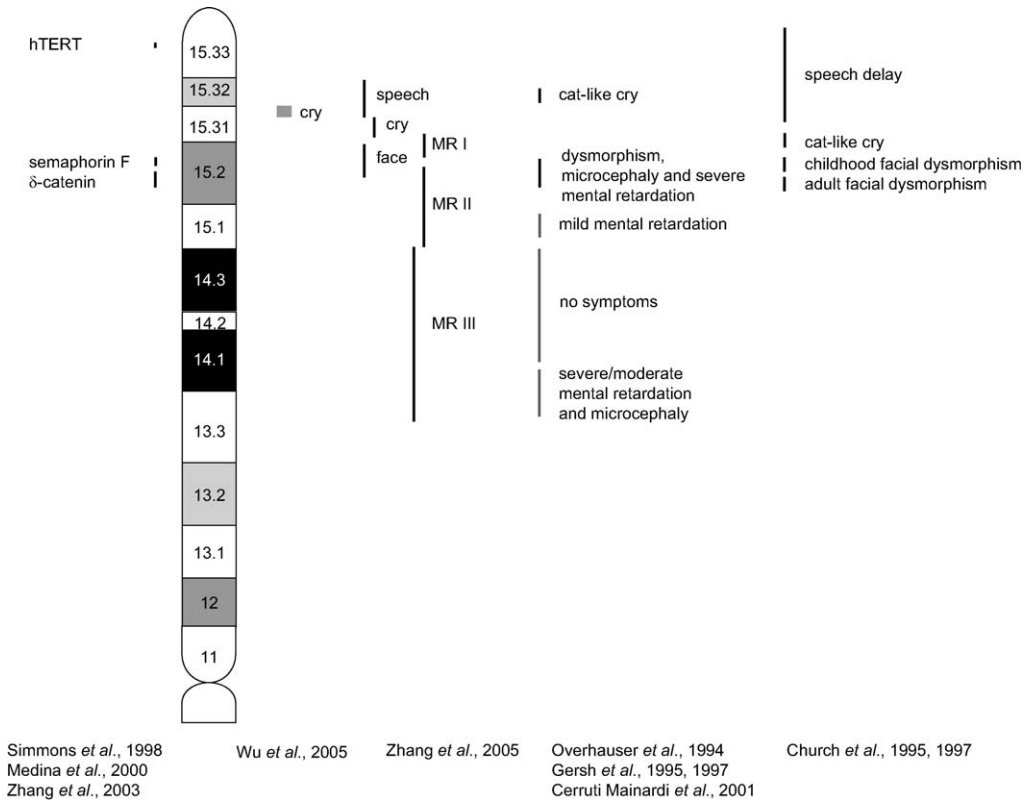 hTERT
semaphorin F
δ-catenin
15.33
15.32
15.31
15.2
15.1
14.3
14.2
14.1
13.3
13.2
13.1
12
11
cry
speech
cry
face
MR I
MR II
MR III
cat-like cry
dysmorphism,
microcephaly and severe
mental retardation
mild mental retardation
no symptoms
severe/moderate
mental retardation
and microcephaly
speech delay
cat-like cry
childhood facial dysmorphism
adult facial dysmorphism
Simmons et al., 1998
Medina et al., 2000
Zhang et al., 2003
Wu et al., 2005
Zhang et al., 2005
Overhauser et al., 1994
Gersh et al., 1995, 1997
Cerruti Mainardi et al., 2001
Church et al., 1995, 1997